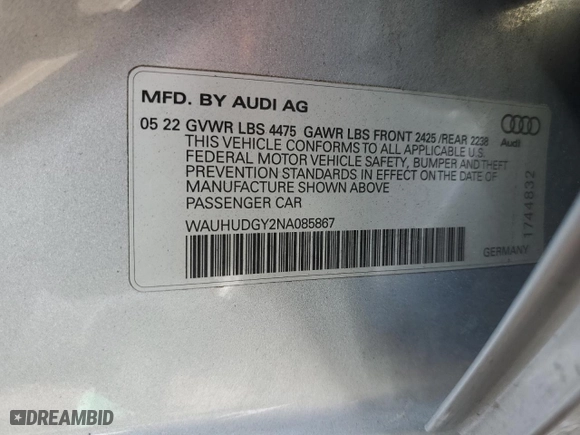 MFD. BY AUDI AG
05 22 GVWR LBS 4475 GAWR LBS FRONT 2425 /REAR 2238
THIS VEHICLE CONFORMS TO ALL APPLICABLE U.S.
FEDERAL MOTOR VEHICLE SAFETY, BUMPER AND THEFT
PREVENTION STANDARDS IN EFFECT ON THE DATE OF
MANUFACTURE SHOWN ABOVE
PASSENGER CAR
WAUHUDGY2NA085867
Audi
1744832
GERMANY
DREAMBID